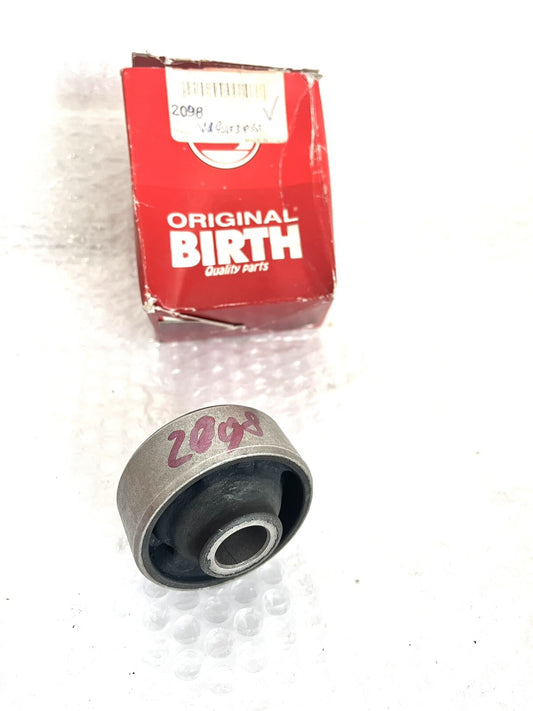 2098
V
ORIGINAL
BIRTH
Quality parts
2098